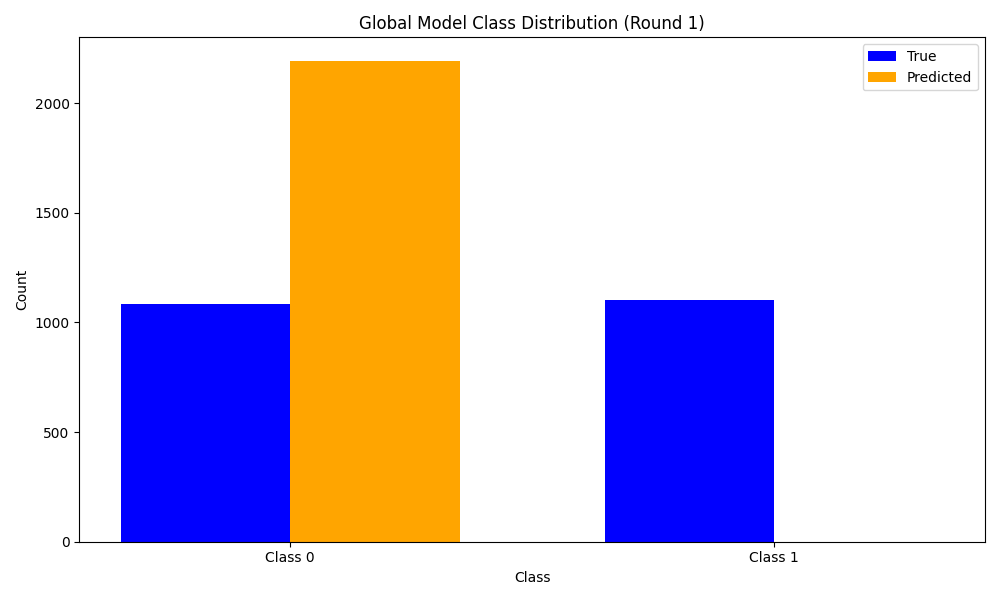 Global Model Class Distribution (Round 1)
True
Predicted
2000
1500
1000
500
0
Count
Class 0
Class 1
Class